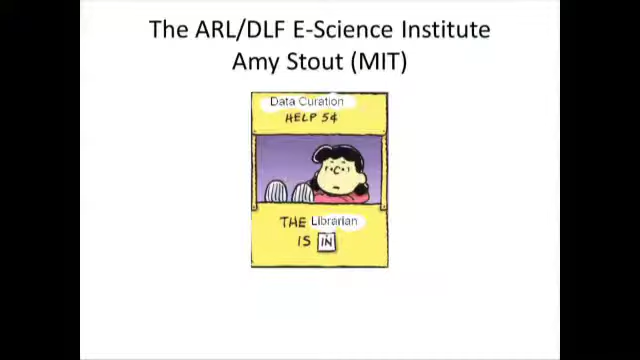 The ARL/DLF E-Science Institute
Amy Stout (MIT)
Data Curation
HELP 5¢
THE Librarian
IS IN